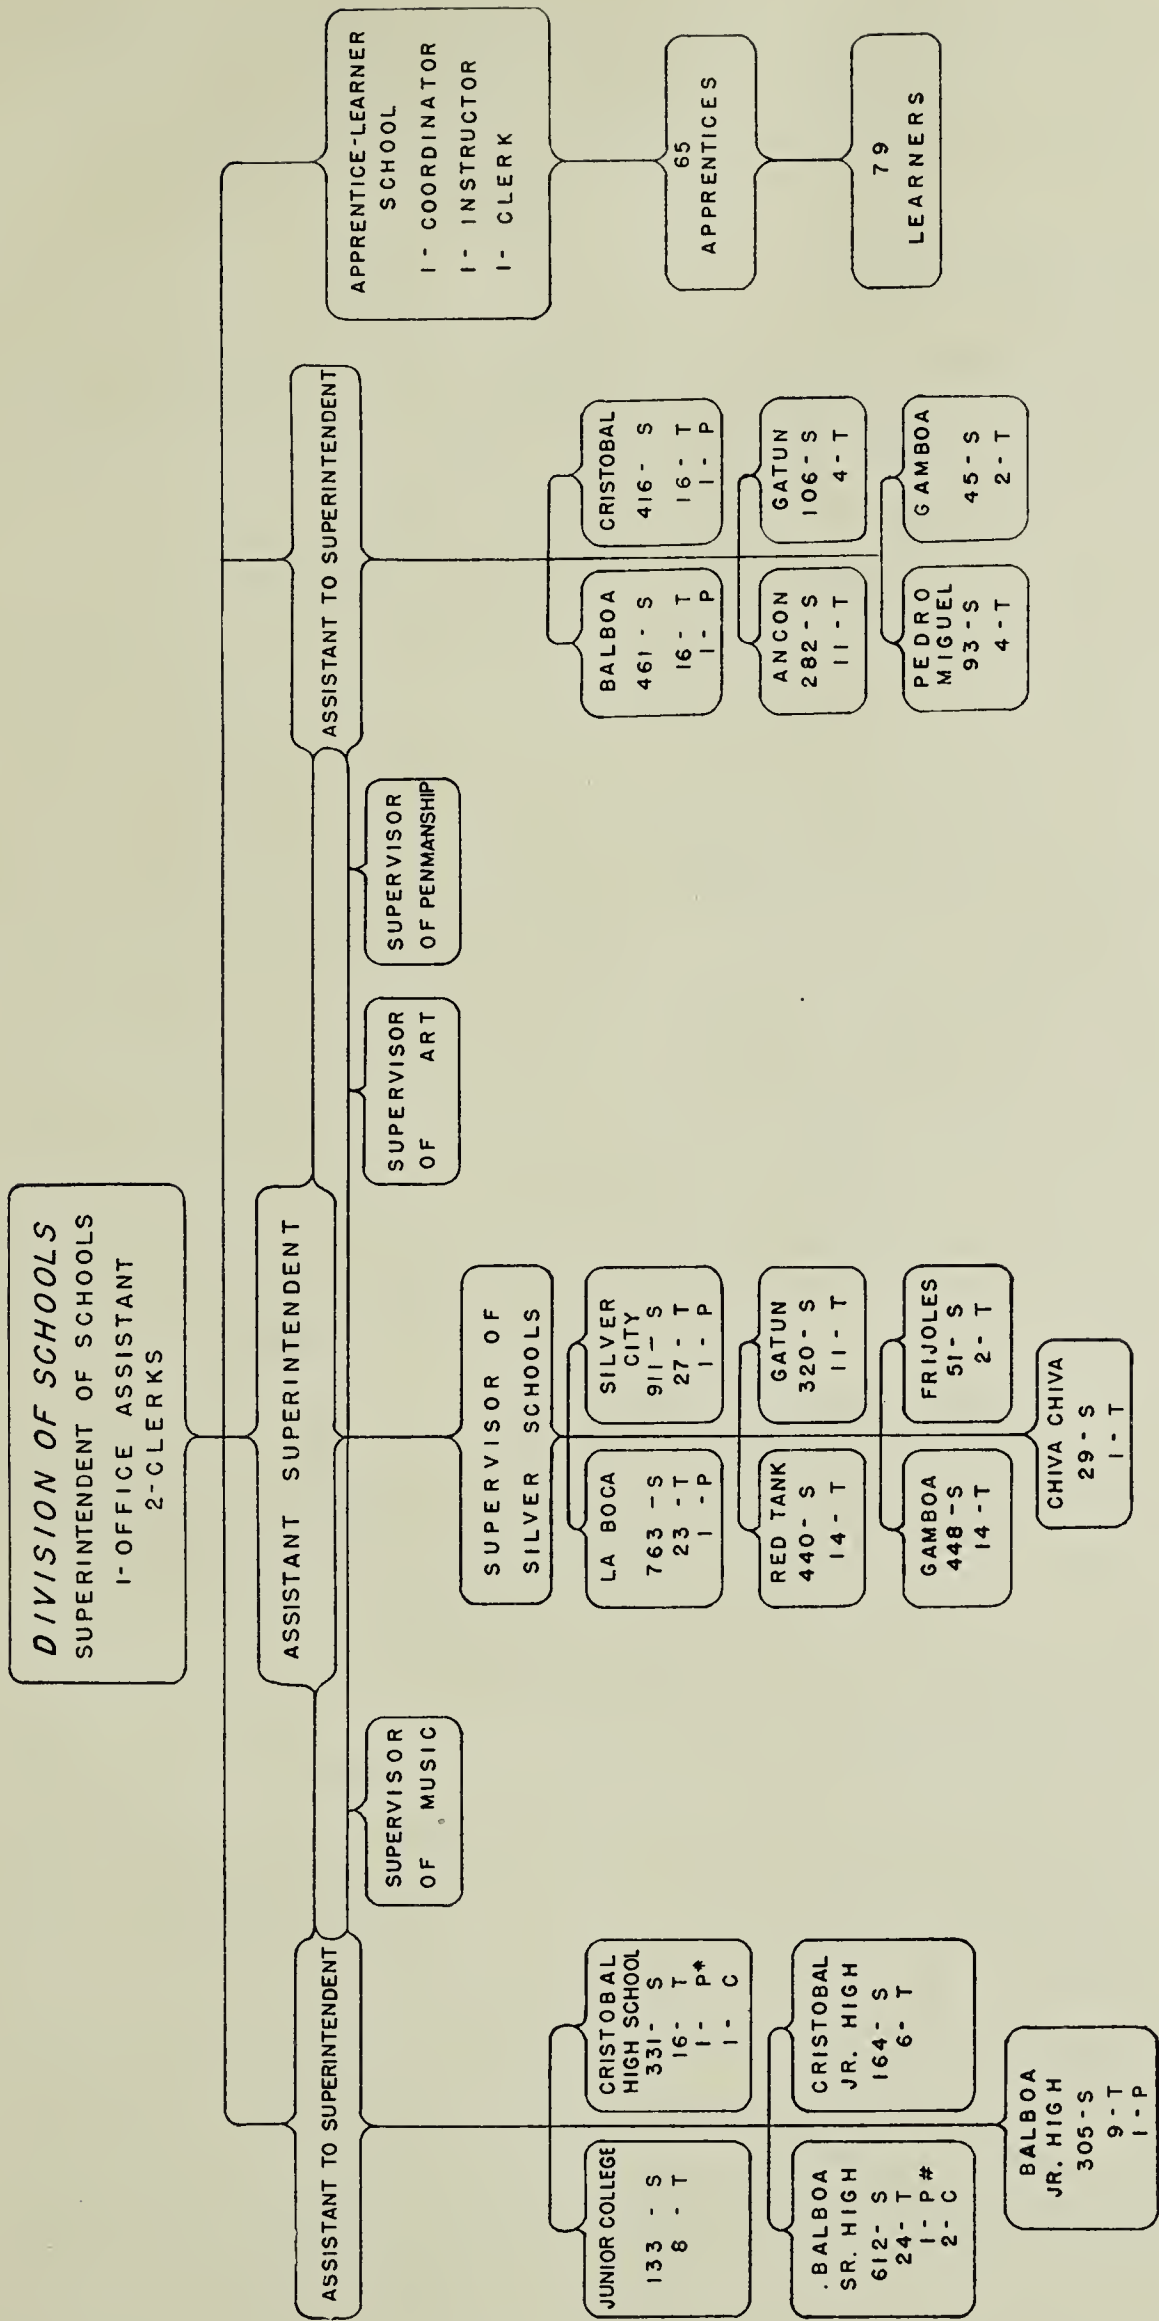 DIVISION OF SCHOOLS
SUPERINTENDENT OF SCHOOLS
1-OFFICE ASSISTANT
2-CLERKS
ASSISTANT TO SUPERINTENDENT
ASSISTANT SUPERINTENDENT
ASSISTANT TO SUPERINTENDENT
APPRENTICE-LEARNER
SCHOOL
1- COORDINATOR
1- INSTRUCTOR
1- CLERK
65
APPRENTICES
79
LEARNERS
SUPERVISOR
OF MUSIC
SUPERVISOR
OF ART
SUPERVISOR
OF PENMANSHIP
JUNIOR COLLEGE
133 - S
8 - T
CRISTOBAL
HIGH SCHOOL
331- S
16- T
1- P*
1- C
BALBOA
SR. HIGH
612- S
24- T
1- P#
2- C
CRISTOBAL
JR. HIGH
164- S
6- T
BALBOA
JR. HIGH
305-S
9-T
1-P
SUPERVISOR OF
SILVER SCHOOLS
LA BOCA
763 -S
23 -T
1 -P
SILVER
CITY
911- S
27- T
1- P
RED TANK
440- S
14- T
GATUN
320-S
11- T
GAMBOA
448-S
14-T
FRIJOLES
51- S
2- T
CHIVA CHIVA
29-S
1-T
BALBOA
461- S
16- T
1- P
CRISTOBAL
416- S
16- T
1- P
ANCON
282-S
11-T
GATUN
106-S
4-T
PEDRO
MIGUEL
93-S
4-T
GAMBOA
45-S
2-T